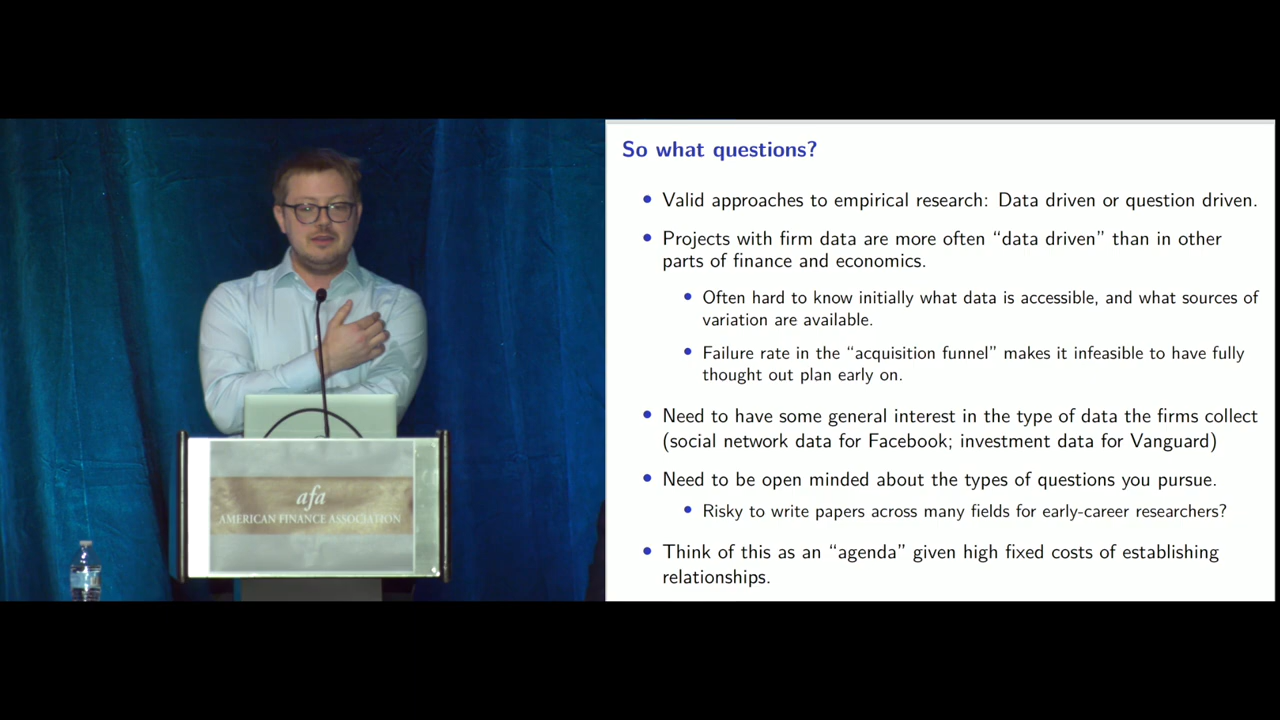 So what questions?
• Valid approaches to empirical research: Data driven or question driven.
• Projects with firm data are more often “data driven” than in other
parts of finance and economics.
• Often hard to know initially what data is accessible, and what sources of
variation are available.
• Failure rate in the “acquisition funnel” makes it infeasible to have fully
thought out plan early on.
• Need to have some general interest in the type of data the firms collect
(social network data for Facebook; investment data for Vanguard)
• Need to be open minded about the types of questions you pursue.
• Risky to write papers across many fields for early-career researchers?
• Think of this as an “agenda” given high fixed costs of establishing
relationships.
afa
AMERICAN FINANCE ASSOCIATION